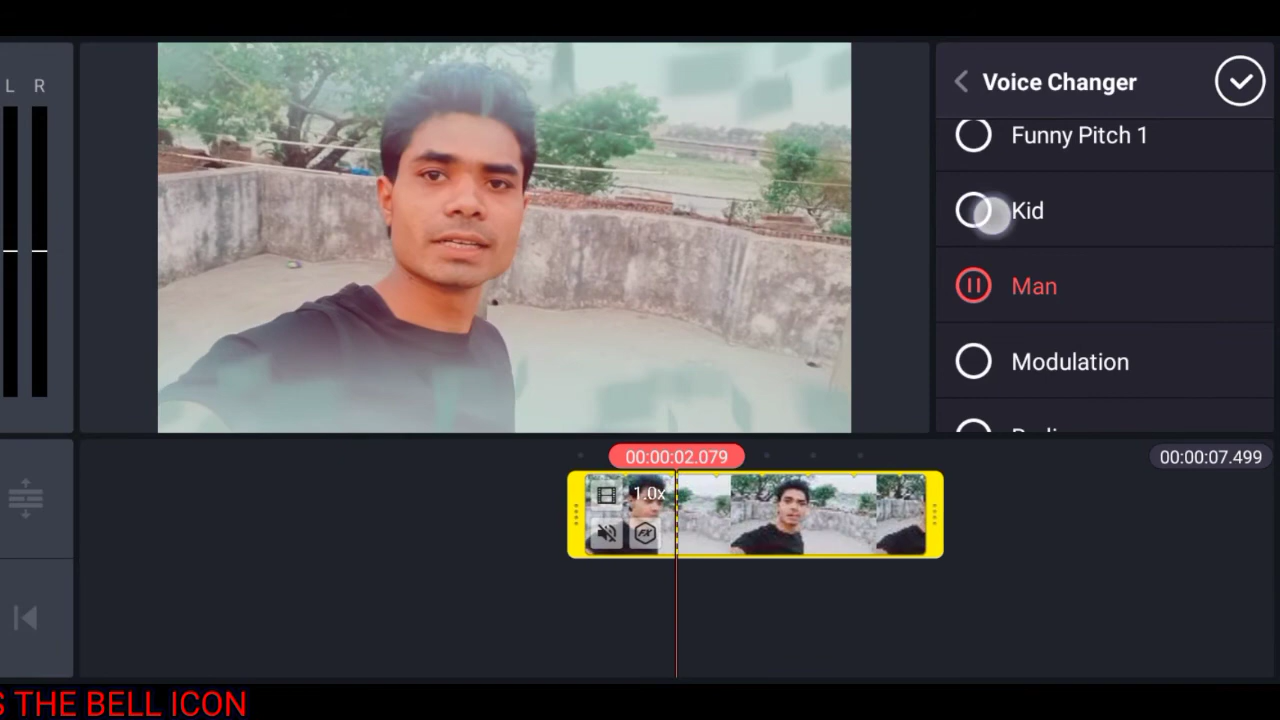 L R
Voice Changer
Funny Pitch 1
Kid
Man
Modulation
00:00:02.079
00:00:07.499
1.0x
FX
THE BELL ICON